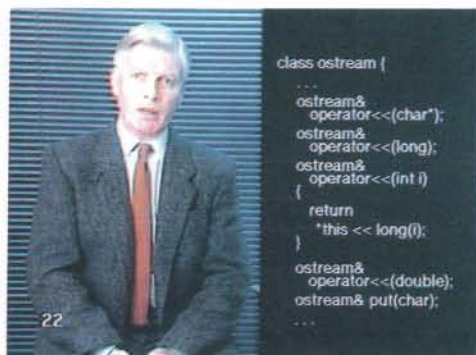 class ostream {
...
ostream&
operator<<(char*);
ostream&
operator<<(long);
ostream&
operator<<(int i)
{
return
*this << long(i);
}
ostream&
operator<<(double);
ostream& put(char);
...
22